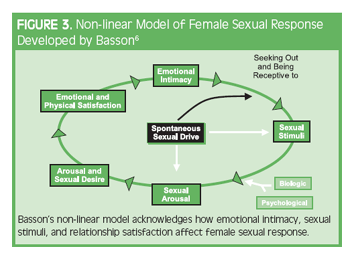 FIGURE 3. Non-linear Model of Female Sexual Response
Developed by Basson⁶
Emotional
Intimacy
Seeking Out
and Being
Receptive to
Emotional and
Physical Satisfaction
Spontaneous
Sexual Drive
Sexual
Stimuli
Arousal and
Sexual Desire
Sexual
Arousal
Biologic
Psychological
Basson's non-linear model acknowledges how emotional intimacy, sexual
stimuli, and relationship satisfaction affect female sexual response.